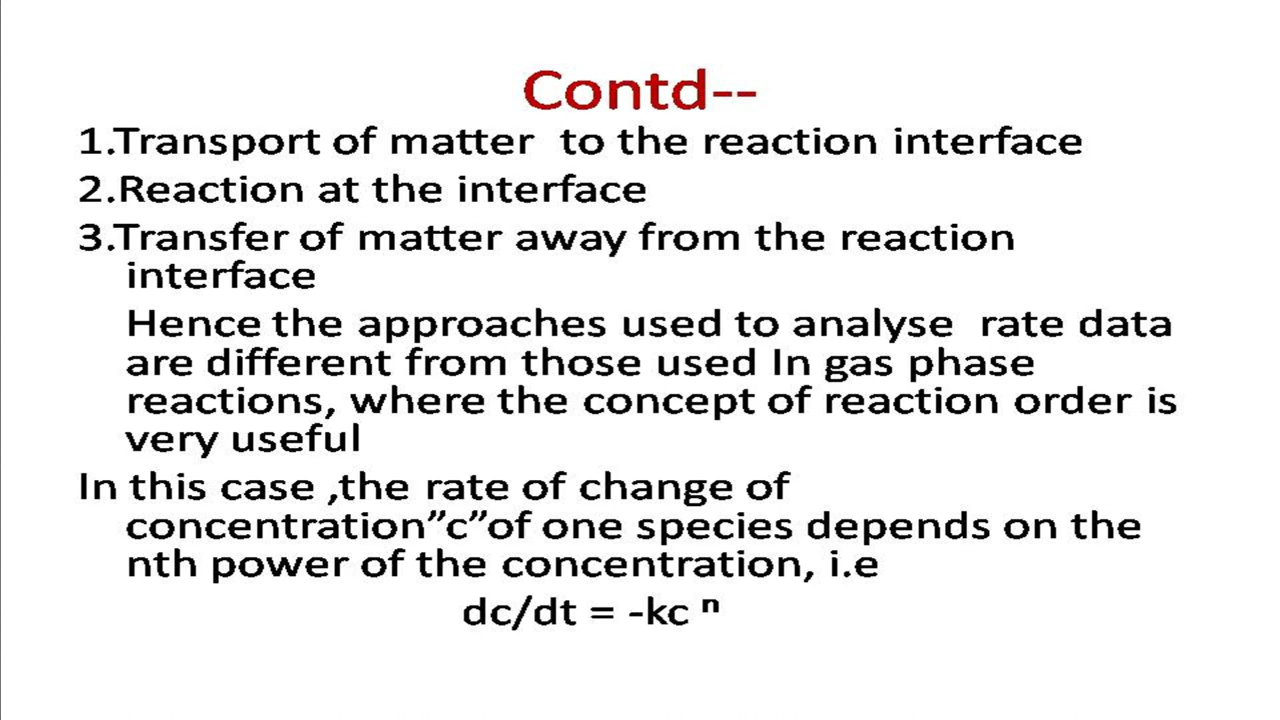 Contd--
1.Transport of matter  to the reaction interface
2.Reaction at the interface
3.Transfer of matter away from the reaction
interface
Hence the approaches used to analyse  rate data
are different from those used In gas phase
reactions, where the concept of reaction order is
very useful
In this case ,the rate of change of
concentration”c”of one species depends on the
nth power of the concentration, i.e
dc/dt = -kc ⁿ